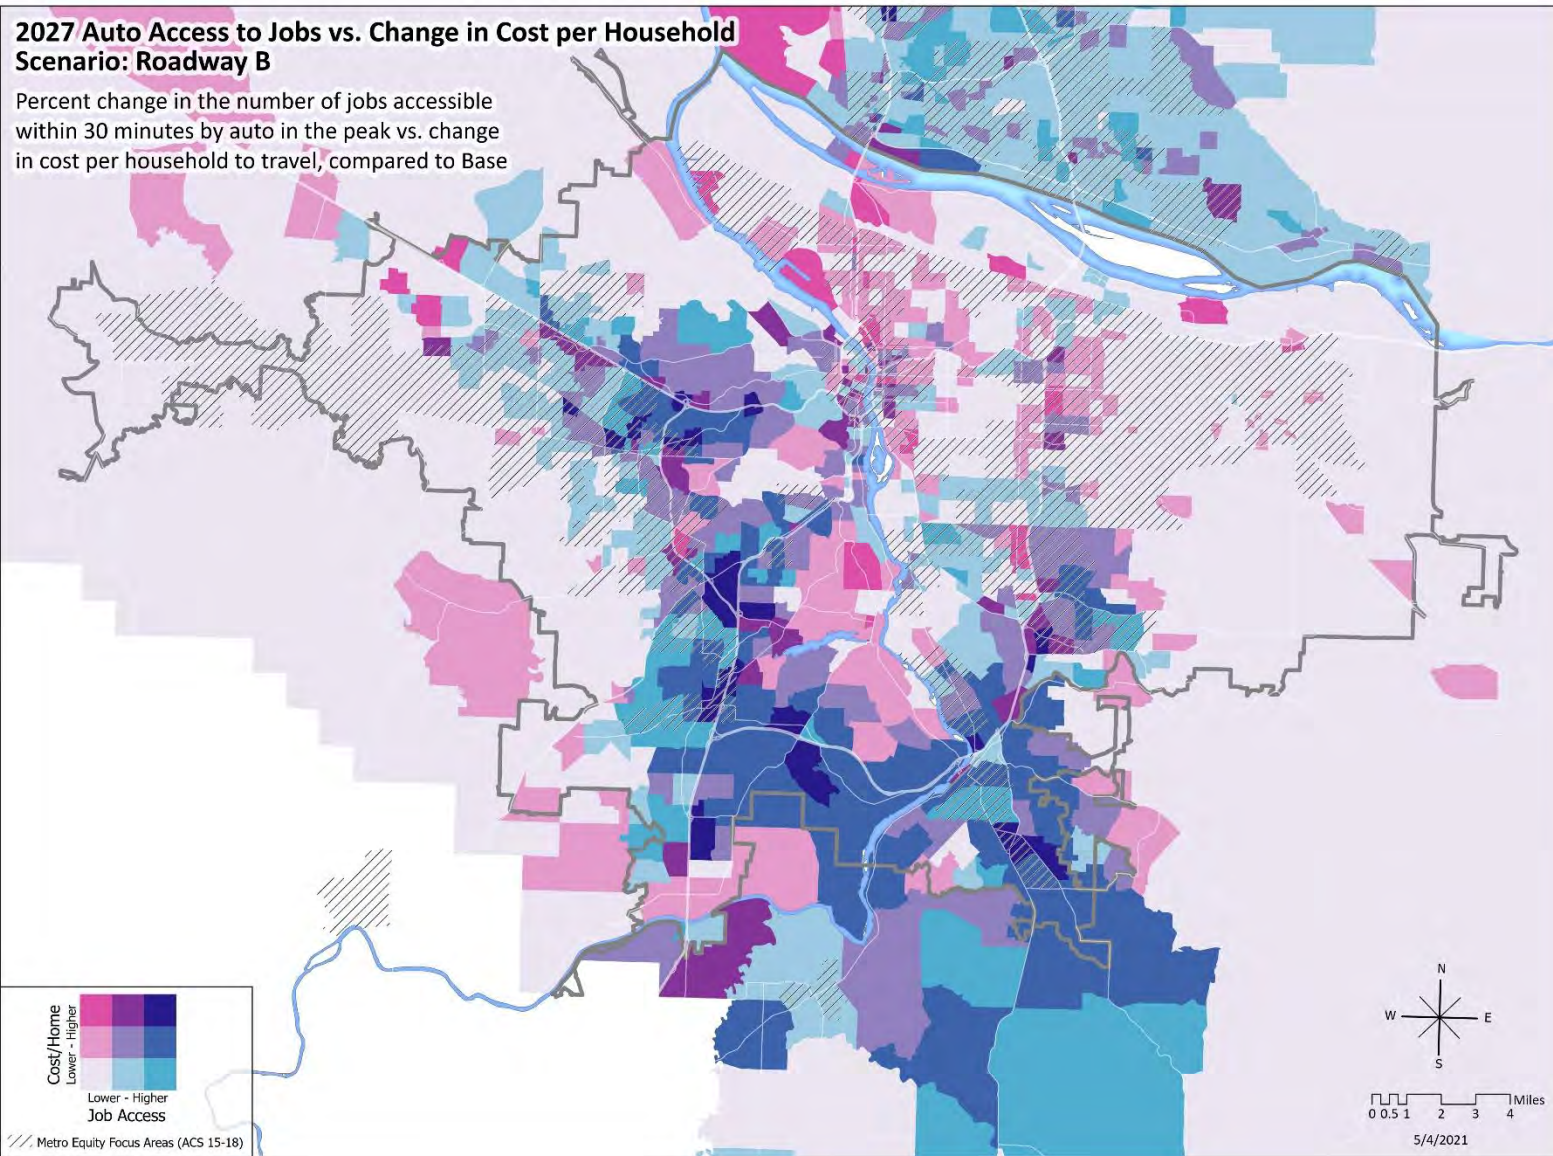 2027 Auto Access to Jobs vs. Change in Cost per Household
Scenario: Roadway B
Percent change in the number of jobs accessible
within 30 minutes by auto in the peak vs. change
in cost per household to travel, compared to Base
Cost/Home
Lower - Higher
Lower - Higher
Job Access
Metro Equity Focus Areas (ACS 15-18)
N
W
E
S
Miles
0 0.5 1 2 3 4
5/4/2021